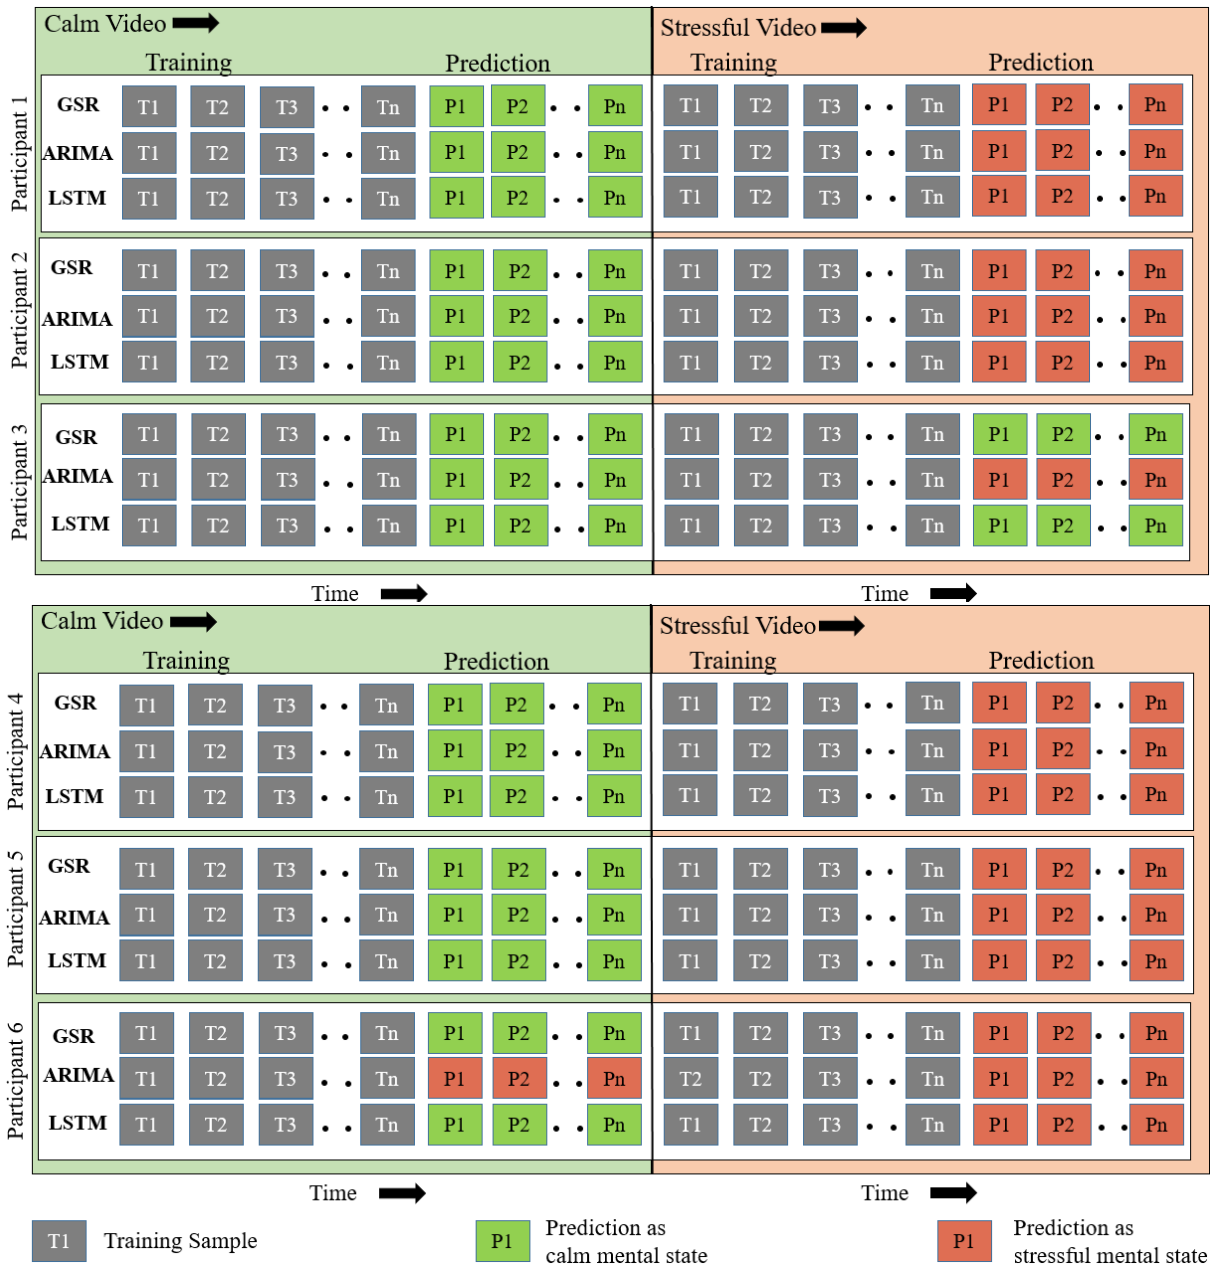 Calm Video
Stressful Video
Training Prediction Training Prediction
Participant 1
GSR T1 T2 T3 Tn P1 P2 Pn T1 T2 T3 Tn P1 P2 Pn
ARIMA T1 T2 T3 Tn P1 P2 Pn T1 T2 T3 Tn P1 P2 Pn
LSTM T1 T2 T3 Tn P1 P2 Pn T1 T2 T3 Tn P1 P2 Pn
Participant 2
GSR T1 T2 T3 Tn P1 P2 Pn T1 T2 T3 Tn P1 P2 Pn
ARIMA T1 T2 T3 Tn P1 P2 Pn T1 T2 T3 Tn P1 P2 Pn
LSTM T1 T2 T3 Tn P1 P2 Pn T1 T2 T3 Tn P1 P2 Pn
Participant 3
GSR T1 T2 T3 Tn P1 P2 Pn T1 T2 T3 Tn P1 P2 Pn
ARIMA T1 T2 T3 Tn P1 P2 Pn T1 T2 T3 Tn P1 P2 Pn
LSTM T1 T2 T3 Tn P1 P2 Pn T1 T2 T3 Tn P1 P2 Pn
Time Time
Calm Video
Stressful Video
Training Prediction Training Prediction
Participant 4
GSR T1 T2 T3 Tn P1 P2 Pn T1 T2 T3 Tn P1 P2 Pn
ARIMA T1 T2 T3 Tn P1 P2 Pn T1 T2 T3 Tn P1 P2 Pn
LSTM T1 T2 T3 Tn P1 P2 Pn T1 T2 T3 Tn P1 P2 Pn
Participant 5
GSR T1 T2 T3 Tn P1 P2 Pn T1 T2 T3 Tn P1 P2 Pn
ARIMA T1 T2 T3 Tn P1 P2 Pn T1 T2 T3 Tn P1 P2 Pn
LSTM T1 T2 T3 Tn P1 P2 Pn T1 T2 T3 Tn P1 P2 Pn
Participant 6
GSR T1 T2 T3 Tn P1 P2 Pn T1 T2 T3 Tn P1 P2 Pn
ARIMA T1 T2 T3 Tn P1 P2 Pn T2 T2 T3 Tn P1 P2 Pn
LSTM T1 T2 T3 Tn P1 P2 Pn T1 T2 T3 Tn P1 P2 Pn
Time Time
T1 Training Sample
P1 Prediction as
calm mental state
P1 Prediction as
stressful mental state